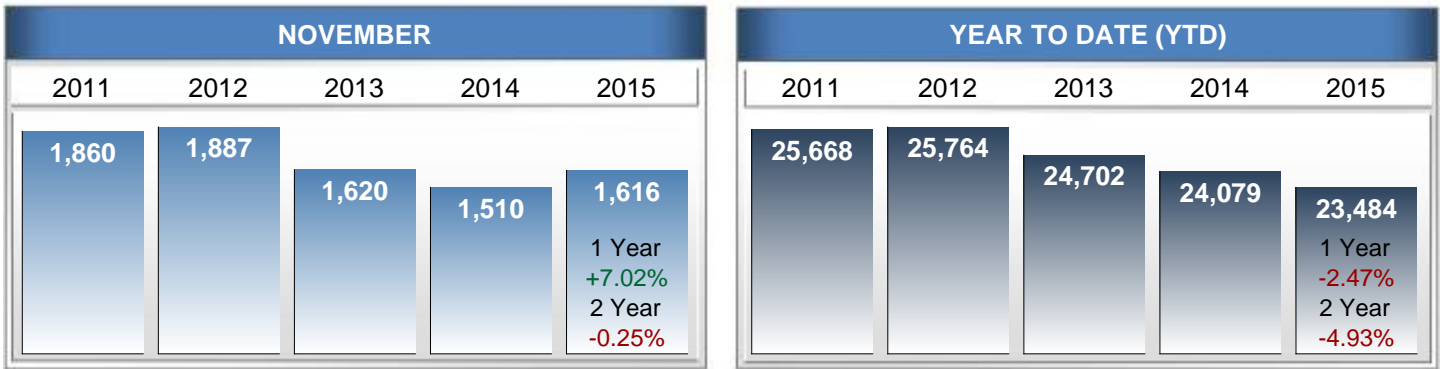 NOVEMBER
2011 2012 2013 2014 2015
1,860 1,887 1,620 1,510 1,616
1 Year
+7.02%
2 Year
-0.25%
YEAR TO DATE (YTD)
2011 2012 2013 2014 2015
25,668 25,764 24,702 24,079 23,484
1 Year
-2.47%
2 Year
-4.93%